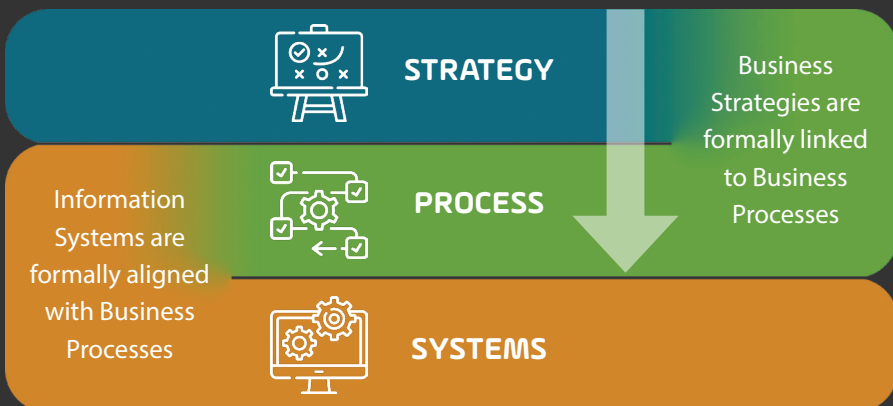 STRATEGY
Business
Strategies are
formally linked
to Business
Processes
PROCESS
Information
Systems are
formally aligned
with Business
Processes
SYSTEMS